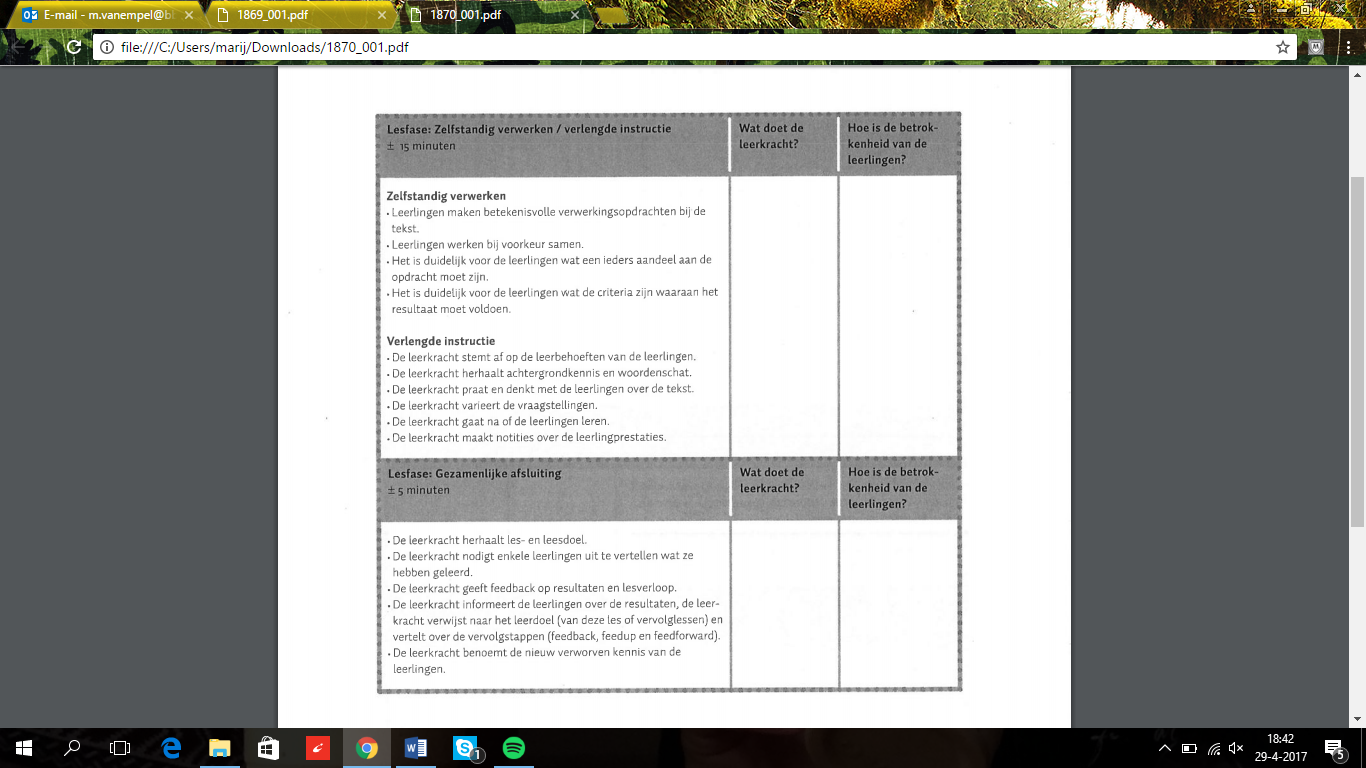 E-mail - m.vanempel@b
1869_001.pdf
1870_001.pdf
file:///C:/Users/marij/Downloads/1870_001.pdf
Lesfase: Zelfstandig verwerken / verlengde instructie
± 15 minuten
Wat doet de
leerkracht?
Hoe is de betrok-
kenheid van de
leerlingen?
Zelfstandig verwerken
• Leerlingen maken betekenisvolle verwerkingsopdrachten bij de
tekst.
• Leerlingen werken bij voorkeur samen.
• Het is duidelijk voor de leerlingen wat een ieders aandeel aan de
opdracht moet zijn.
• Het is duidelijk voor de leerlingen wat de criteria zijn waaraan het
resultaat moet voldoen.
Verlengde instructie
• De leerkracht stemt af op de leerbehoeften van de leerlingen.
• De leerkracht herhaalt achtergrondkennis en woordenschat.
• De leerkracht praat en denkt met de leerlingen over de tekst.
• De leerkracht varieert de vraagstellingen.
• De leerkracht gaat na of de leerlingen leren.
• De leerkracht maakt notities over de leerlingprestaties.
Lesfase: Gezamenlijke afsluiting
± 5 minuten
Wat doet de
leerkracht?
Hoe is de betrok-
kenheid van de
leerlingen?
• De leerkracht herhaalt les- en leesdoel.
• De leerkracht nodigt enkele leerlingen uit te vertellen wat ze
hebben geleerd.
• De leerkracht geeft feedback op resultaten en lesverloop.
• De leerkracht informeert de leerlingen over de resultaten, de leer-
kracht verwijst naar het leerdoel (van deze les of vervolglessen) en
vertelt over de vervolgstappen (feedback, feedup en feedforward).
• De leerkracht benoemt de nieuw verworven kennis van de
leerlingen.
1
18:42
29-4-2017
5